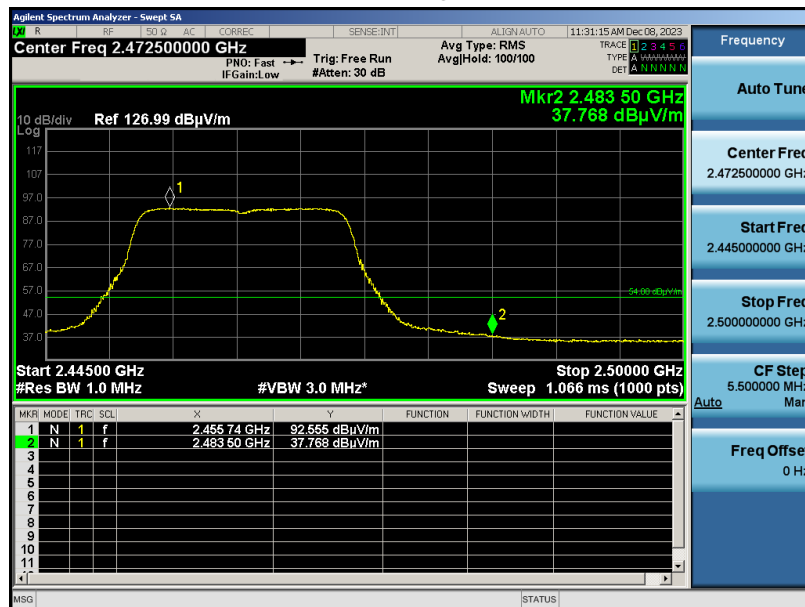 Agilent Spectrum Analyzer - Swept SA
LXI R RF 50 Ω AC CORREC SENSE:INT ALIGN AUTO 11:31:15 AM Dec 08, 2023
Center Freq 2.472500000 GHz
PNO: Fast
IFGain:Low
Trig: Free Run
#Atten: 30 dB
Avg Type: RMS
Avg|Hold: 100/100
TRACE 1 2 3 4 5 6
TYPE A WWWWW
DET A N N N N N
Mkr2 2.483 50 GHz
37.768 dBµV/m
10 dB/div Ref 126.99 dBµV/m
Log
117
107
97.0
87.0
77.0
67.0
57.0
47.0
37.0
1
2
54.00 dBµV/m
Start 2.44500 GHz Stop 2.50000 GHz
#Res BW 1.0 MHz #VBW 3.0 MHz* Sweep 1.066 ms (1000 pts)
MKR MODE TRC SCL X Y FUNCTION FUNCTION WIDTH FUNCTION VALUE
1 N 1 f 2.455 74 GHz 92.555 dBµV/m
2 N 1 f 2.483 50 GHz 37.768 dBµV/m
3
4
5
6
7
8
9
10
11
MSG STATUS
Frequency
Auto Tune
Center Freq
2.472500000 GHz
Start Freq
2.445000000 GHz
Stop Freq
2.500000000 GHz
CF Step
5.500000 MHz
Auto Man
Freq Offset
0 Hz